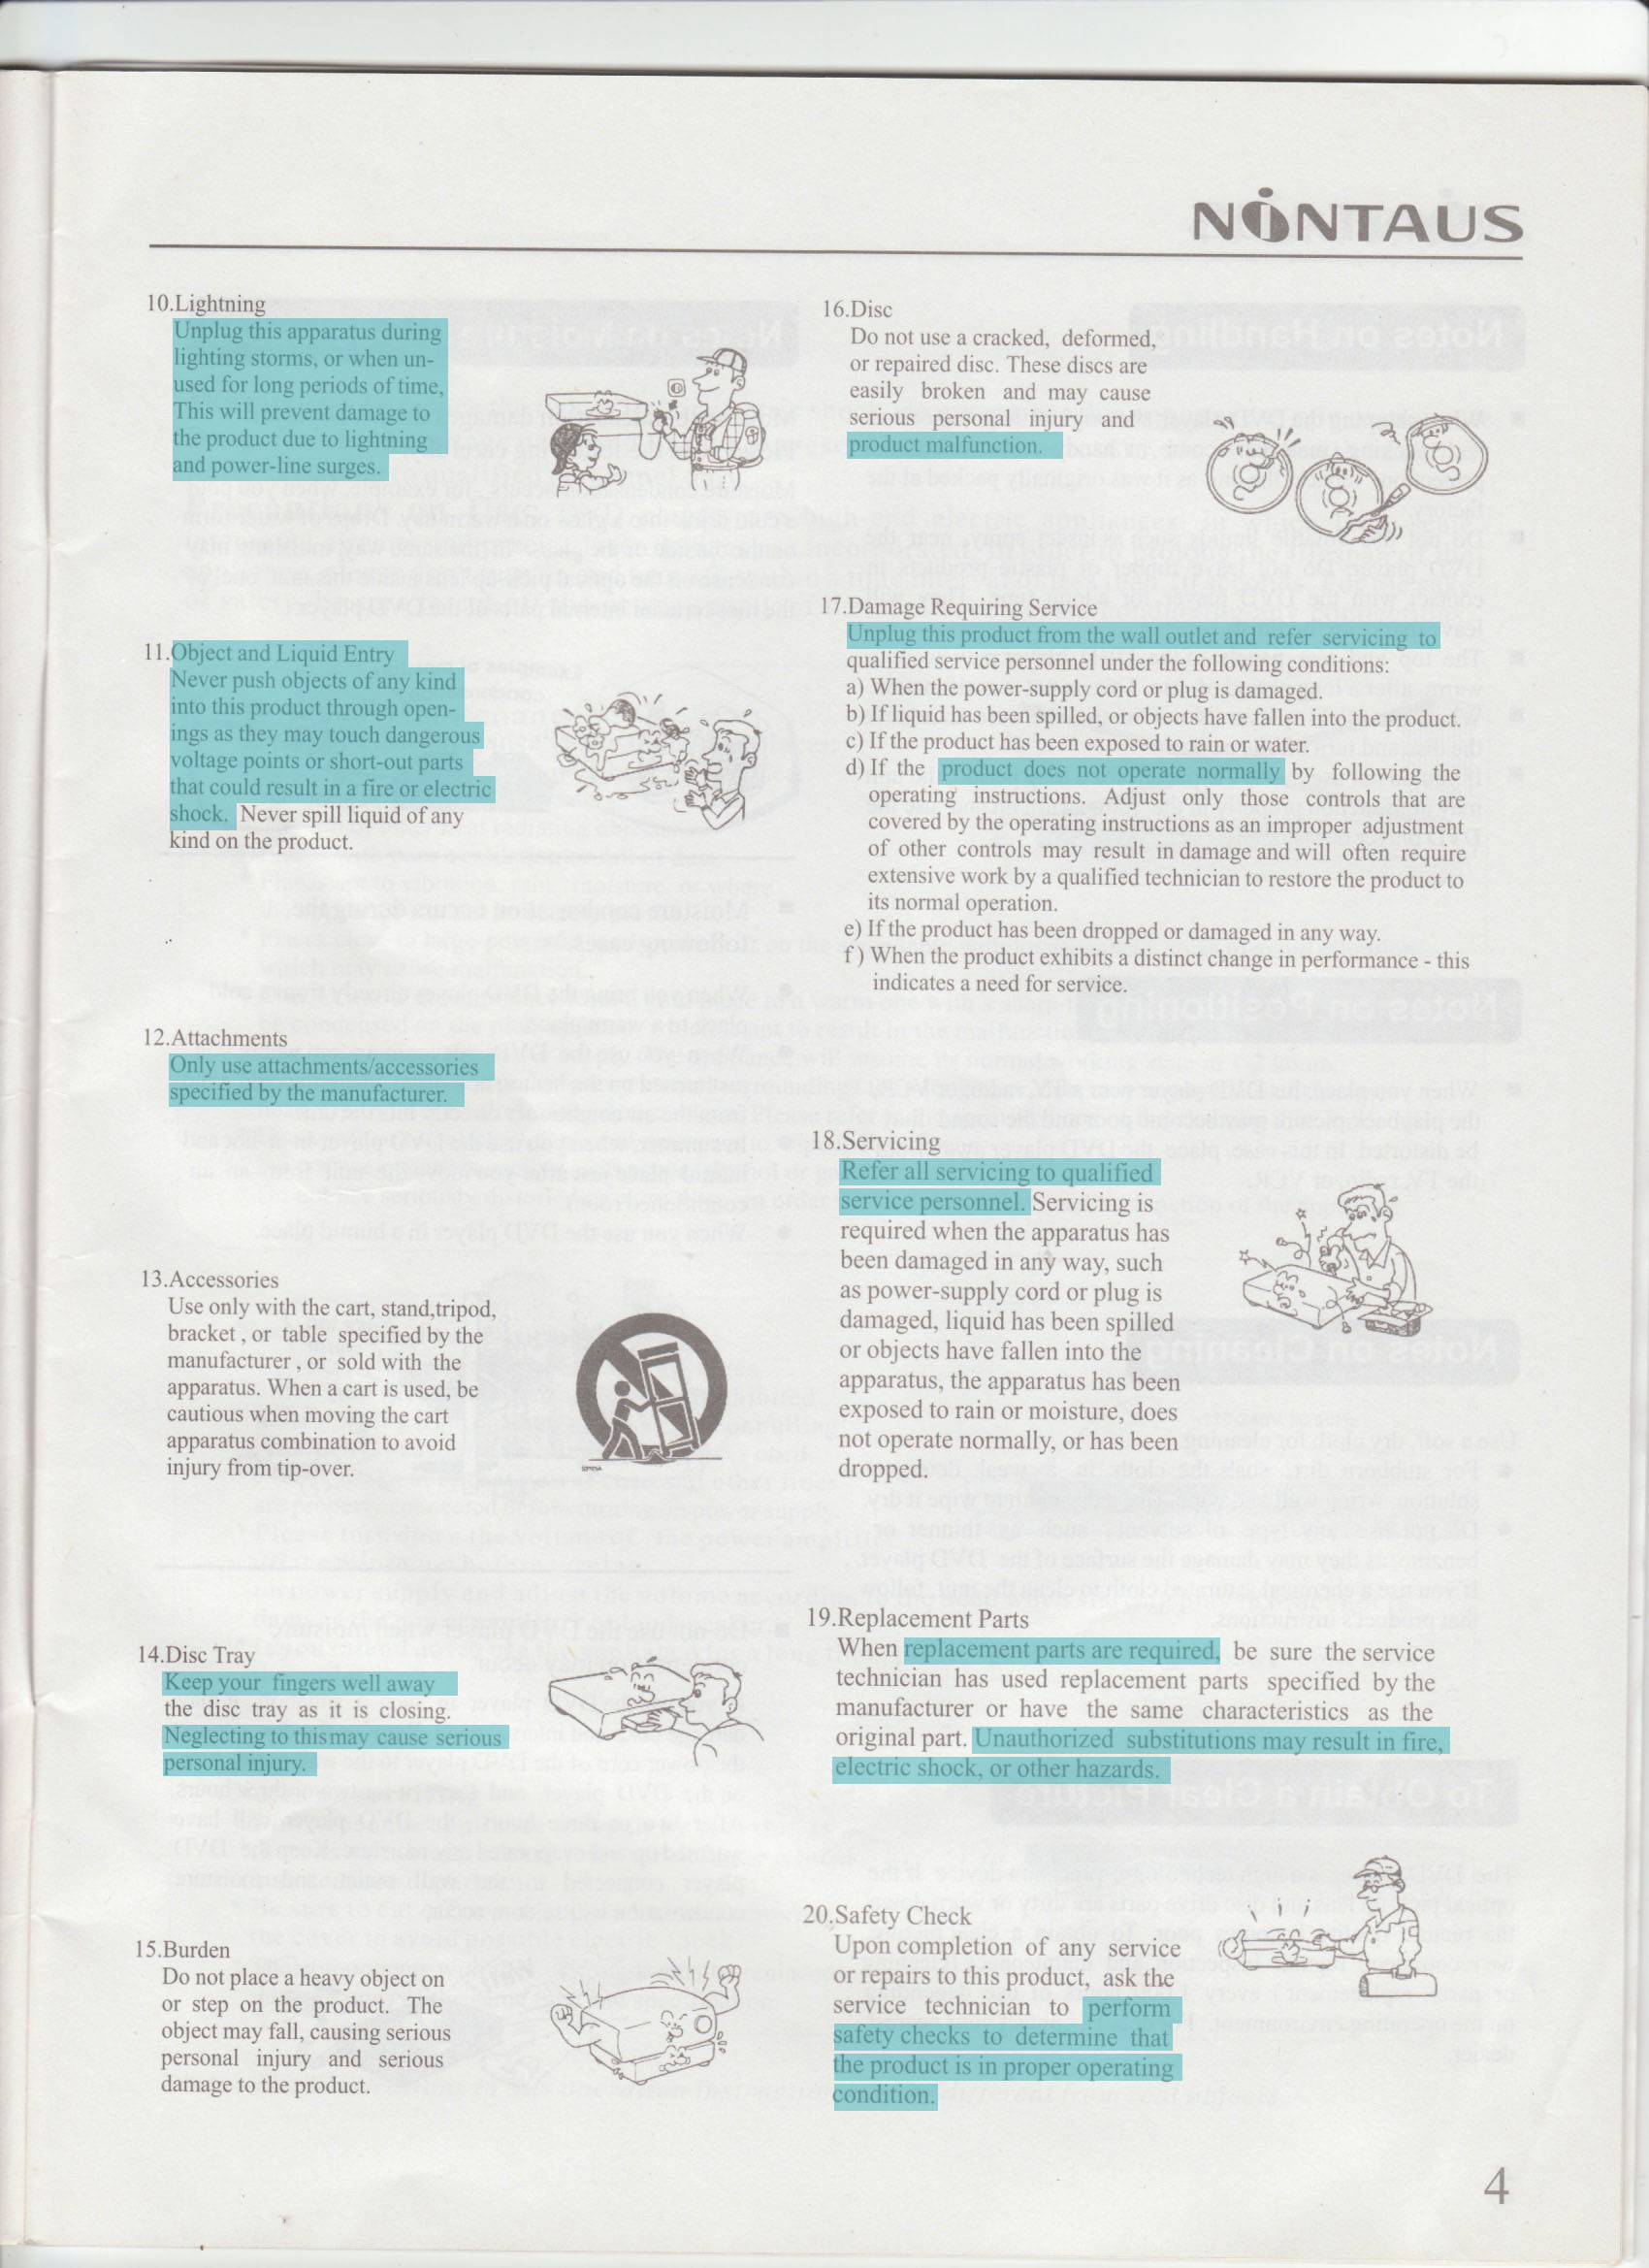 NINTAUS
10.Lightning
Unplug this apparatus during
lighting storms, or when un-
used for long periods of time,
This will prevent damage to
the product due to lightning
and power-line surges.
11.Object and Liquid Entry
Never push objects of any kind
into this product through open-
ings as they may touch dangerous
voltage points or short-out parts
that could result in a fire or electric
shock. Never spill liquid of any
kind on the product.
12.Attachments
Only use attachments/accessories
specified by the manufacturer.
13.Accessories
Use only with the cart, stand,tripod,
bracket , or table specified by the
manufacturer , or sold with the
apparatus. When a cart is used, be
cautious when moving the cart
apparatus combination to avoid
injury from tip-over.
14.Disc Tray
Keep your fingers well away
the disc tray as it is closing.
Neglecting to this may cause serious
personal injury.
15.Burden
Do not place a heavy object on
or step on the product. The
object may fall, causing serious
personal injury and serious
damage to the product.
16.Disc
Do not use a cracked, deformed,
or repaired disc. These discs are
easily broken and may cause
serious personal injury and
product malfunction.
17.Damage Requiring Service
Unplug this product from the wall outlet and refer servicing to
qualified service personnel under the following conditions:
a) When the power-supply cord or plug is damaged.
b) If liquid has been spilled, or objects have fallen into the product.
c) If the product has been exposed to rain or water.
d) If the product does not operate normally by following the
operating instructions. Adjust only those controls that are
covered by the operating instructions as an improper adjustment
of other controls may result in damage and will often require
extensive work by a qualified technician to restore the product to
its normal operation.
e) If the product has been dropped or damaged in any way.
f ) When the product exhibits a distinct change in performance - this
indicates a need for service.
18.Servicing
Refer all servicing to qualified
service personnel. Servicing is
required when the apparatus has
been damaged in any way, such
as power-supply cord or plug is
damaged, liquid has been spilled
or objects have fallen into the
apparatus, the apparatus has been
exposed to rain or moisture, does
not operate normally, or has been
dropped.
19.Replacement Parts
When replacement parts are required, be sure the service
technician has used replacement parts specified by the
manufacturer or have the same characteristics as the
original part. Unauthorized substitutions may result in fire,
electric shock, or other hazards.
20.Safety Check
Upon completion of any service
or repairs to this product, ask the
service technician to perform
safety checks to determine that
the product is in proper operating
condition.
4